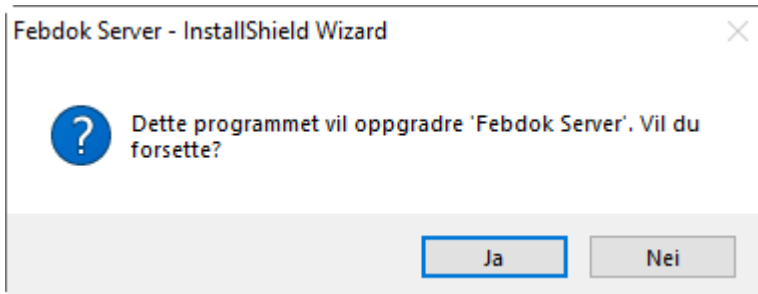 Febdok Server - InstallShield Wizard
Dette programmet vil oppgradre 'Febdok Server'. Vil du
forsette?
Ja
Nei